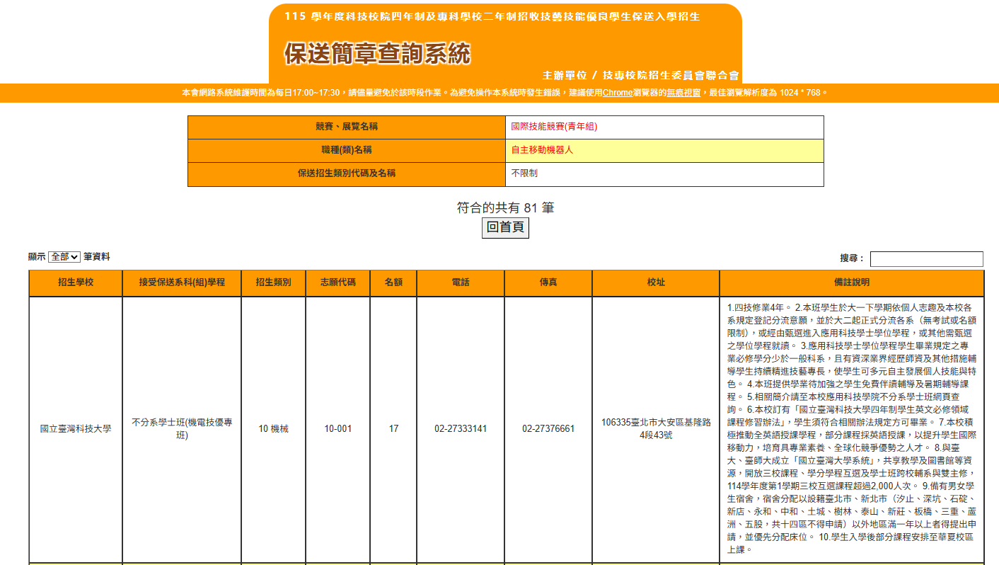 115 學年度科技校院四年制及專科學校二年制招收技藝技能優良學生保送入學招生
保送簡章查詢系統
主辦單位 / 技專校院招生委員會聯合會
本會網路系統維護時間為每日17:00~17:30，請儘量避免於該時段作業。為避免操作本系統時發生錯誤，建議使用Chrome瀏覽器的無痕視窗，最佳瀏覽解析度為 1024 * 768。
競賽、展覽名稱 國際技能競賽(青年組)
職種(類)名稱 自主移動機器人
保送招生類別代碼及名稱 不限制
符合的共有 81 筆
回首頁
顯示 全部 筆資料 搜尋：
招生學校 接受保送系科(組)學程 招生類別 志願代碼 名額 電話 傳真 校址 備註說明
國立臺灣科技大學
不分系學士班(機電技優專
班)
10 機械
10-001
17
02-27333141
02-27376661
106335臺北市大安區基隆路
4段43號
1.四技修業4年。 2.本班學生於大一下學期依個人志趣及本校各
系規定登記分流意願，並於大二起正式分流各系（無考試或名額
限制），或經由甄選進入應用科技學士學位學程，或其他需甄選
之學位學程就讀。 3.應用科技學士學位學程學生畢業規定之專
業必修學分少於一般科系，且有資深業界經歷師資及其他措施輔
導學生持續精進技藝專長，使學生可多元自主發展個人技能與特
色。 4.本班提供學業待加強之學生免費伴讀輔導及暑期輔導課
程。 5.相關簡介請至本校應用科技學院不分系學士班網頁查
詢。 6.本校訂有「國立臺灣科技大學四年制學生英文必修領域
課程修習辦法」，學生須符合相關辦法規定方可畢業。 7.本校積
極推動全英語授課學程，部分課程採英語授課，以提升學生國際
移動力，培育具專業素養、全球化競爭優勢之人才。 8.與臺
大、臺師大成立「國立臺灣大學系統」，共享教學及圖書館等資
源，開放三校課程、學分學程互選及學士班跨校輔系與雙主修，
114學年度第1學期三校互選課程超過2,000人次。 9.備有男女學
生宿舍，宿舍分配以設籍臺北市、新北市（汐止、深坑、石碇、
新店、永和、中和、土城、樹林、泰山、新莊、板橋、三重、蘆
洲、五股，共十四區不得申請）以外地區滿一年以上者得提出申
請，並優先分配床位。 10.學生入學後部分課程安排至華夏校區
上課。